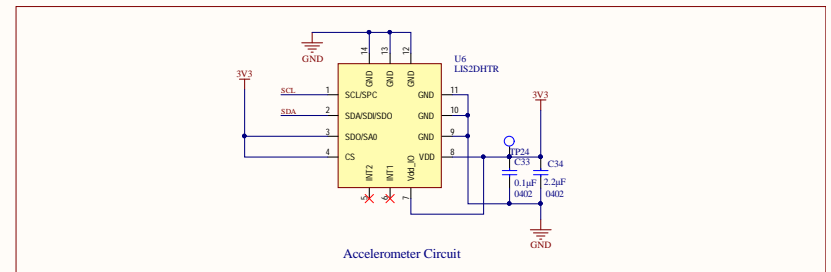 GND
14
13
12
GND
GND
GND
U6
LIS2DHTR
3V3
SCL
1
SCL/SPC
GND
11
SDA
2
SDA/SDI/SDO
GND
10
3
SDO/SA0
GND
9
4
CS
VDD
8
INT2
INT1
Vdd_IO
5
6
7
3V3
TP24
C33
0.1µF
0402
C34
2.2µF
0402
GND
Accelerometer Circuit